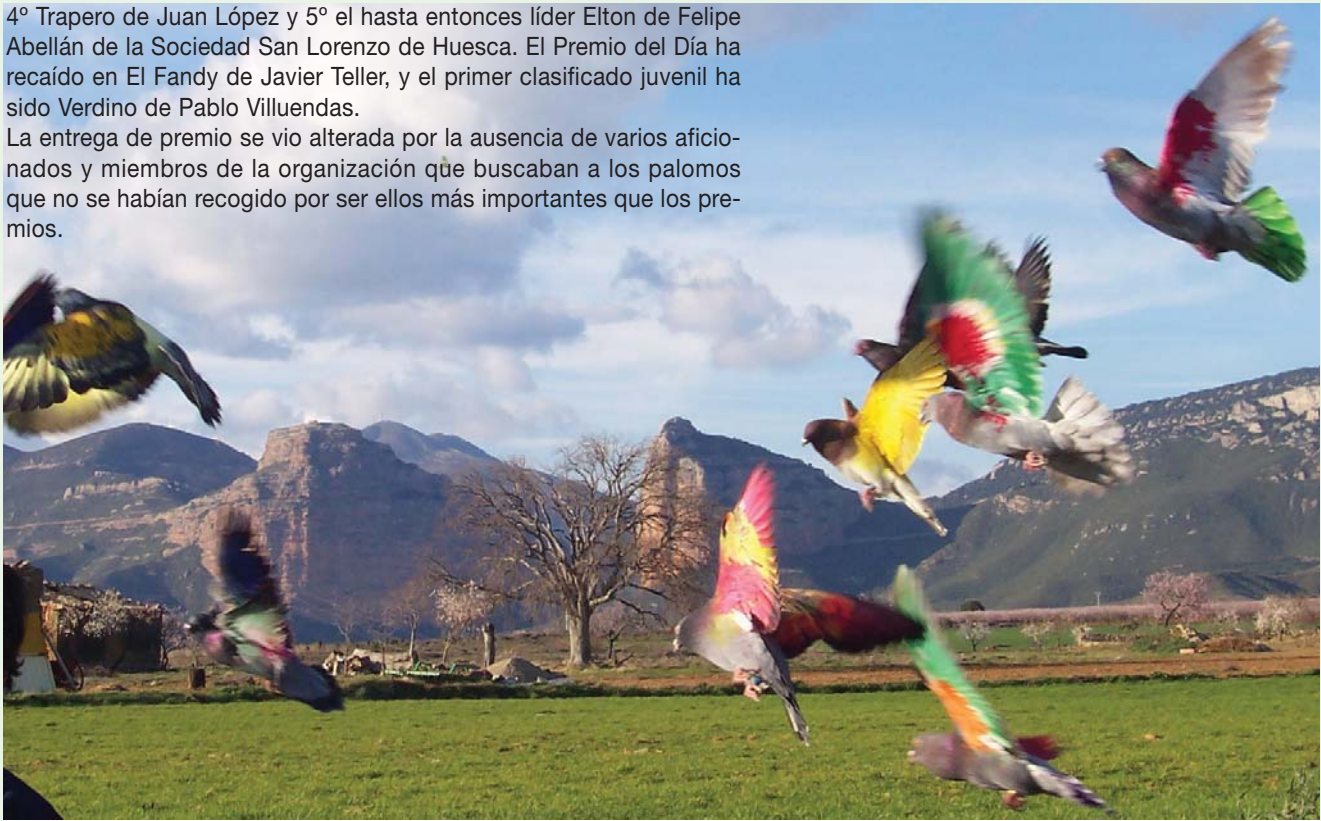 4º Trapero de Juan López y 5º el hasta entonces líder Elton de Felipe
Abellán de la Sociedad San Lorenzo de Huesca. El Premio del Día ha
recaído en El Fandy de Javier Teller, y el primer clasificado juvenil ha
sido Verdino de Pablo Villuendas.
La entrega de premio se vio alterada por la ausencia de varios aficio-
nados y miembros de la organización que buscaban a los palomos
que no se habían recogido por ser ellos más importantes que los pre-
mios.